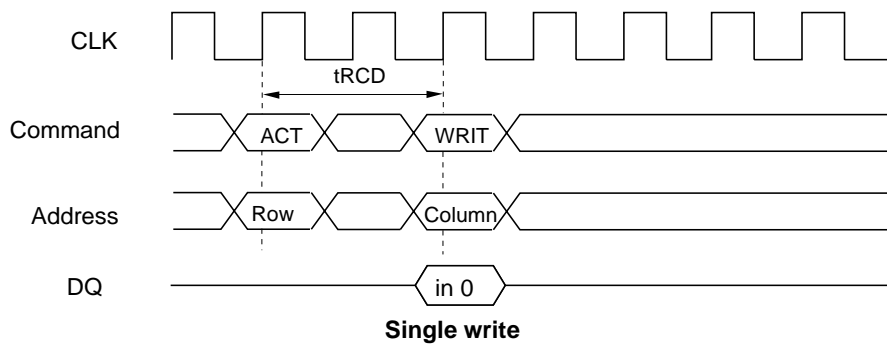 CLK
tRCD
Command ACT WRIT
Address Row Column
DQ in 0
Single write